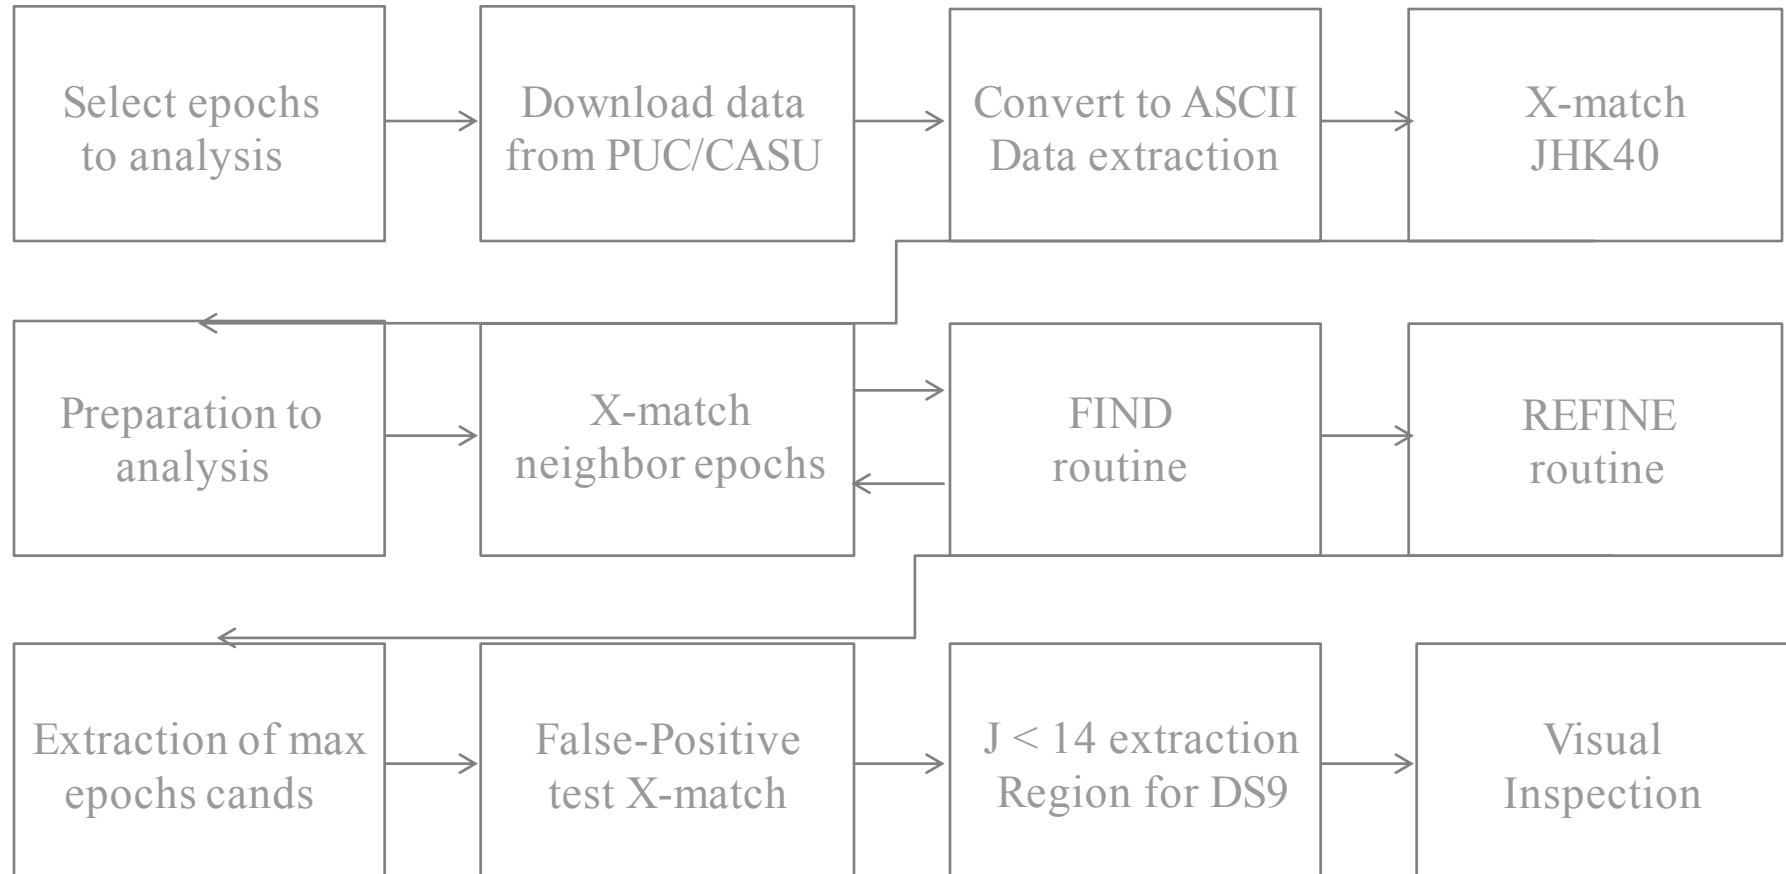 Select epochs
to analysis
Download data
from PUC/CASU
Convert to ASCII
Data extraction
X-match
JHK40
Preparation to
analysis
X-match
neighbor epochs
FIND
routine
REFINE
routine
Extraction of max
epochs cands
False-Positive
test X-match
J < 14 extraction
Region for DS9
Visual
Inspection